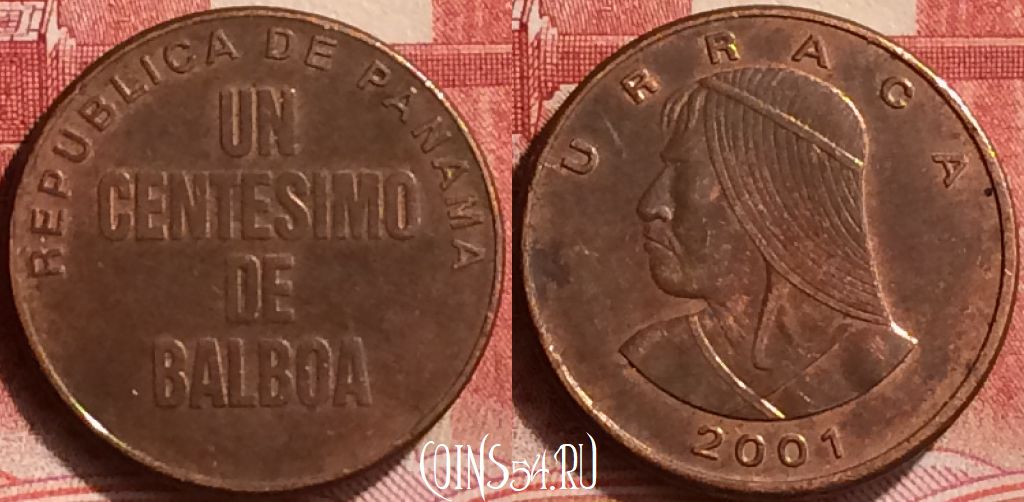 REPUBLICA DE PANAMA
UN
CENTESIMO
DE
BALBOA
URRACA
2001
COINS54.RU